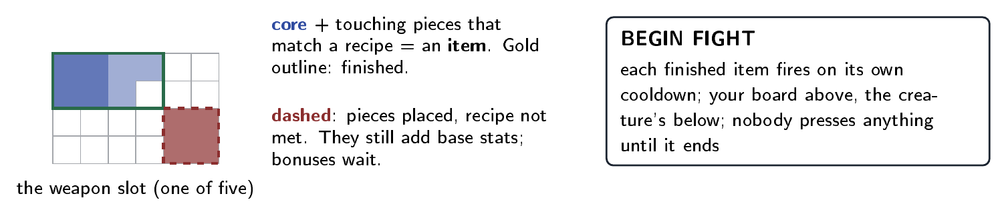 core + touching pieces that
match a recipe = an item. Gold
outline: finished.
dashed: pieces placed, recipe not
met. They still add base stats;
bonuses wait.
the weapon slot (one of five)
BEGIN FIGHT
each finished item fires on its own
cooldown; your board above, the crea-
ture's below; nobody presses anything
until it ends